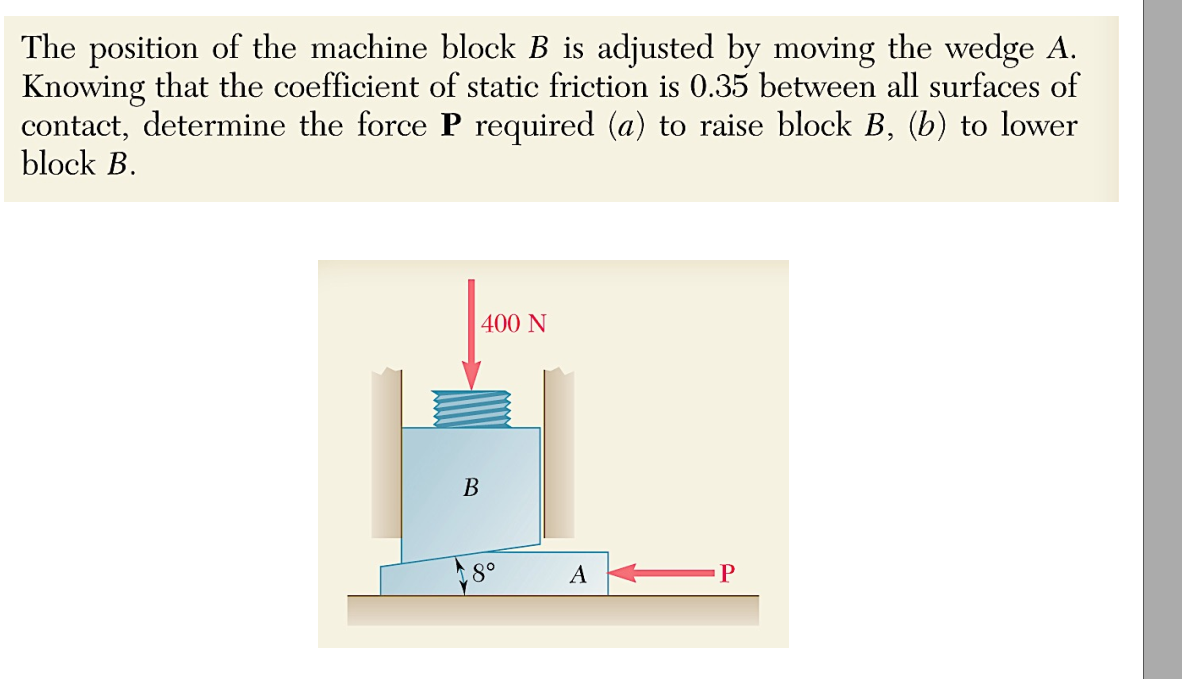 The position of the machine block B is adjusted by moving the wedge A.
Knowing that the coefficient of static friction is 0.35 between all surfaces of
contact, determine the force P required (a) to raise block B, (b) to lower
block B.
400 N
B
8°
A
P